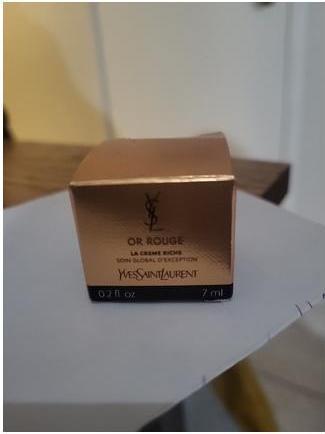 YSL
OR ROUGE
LA CREME RICHE
SOIN GLOBAL D'EXCEPTION
YVESSAINTLAURENT
0.2 fl oz 7 ml